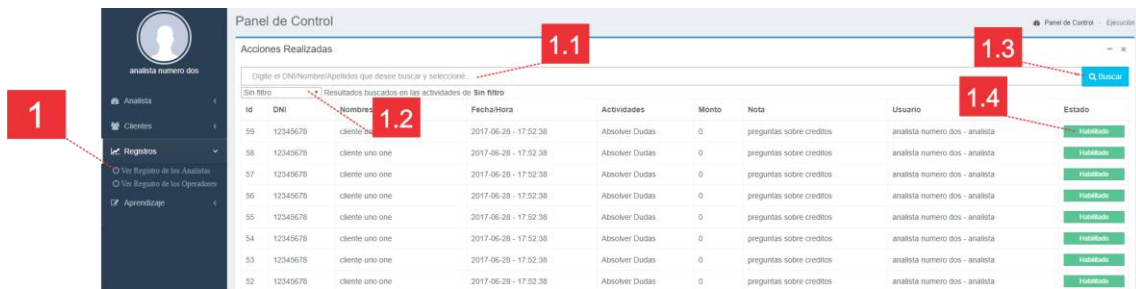 Panel de Control
Panel de Control - Ejecución
analista numero dos
Analista
Clientes
Registros
Ver Registro de los Analistas
Ver Registro de los Operadores
Aprendizaje
1
Acciones Realizadas
1.1
1.3
Digite el DNI/Nombre/Apellidos que desee buscar y seleccioné...
Buscar
Sin filtro
Resultados buscados en las actividades de Sin filtro
1.2
1.4
Id DNI Nombres Fecha/Hora Actividades Monto Nota Usuario Estado
59 12345678 cliente 2017-06-28 - 17:52:38 Absolver Dudas 0 preguntas sobre creditos analista numero dos - analista Habilitado
58 12345678 cliente uno one 2017-06-28 - 17:52:38 Absolver Dudas 0 preguntas sobre creditos analista numero dos - analista Habilitado
57 12345678 cliente uno one 2017-06-28 - 17:52:38 Absolver Dudas 0 preguntas sobre creditos analista numero dos - analista Habilitado
56 12345678 cliente uno one 2017-06-28 - 17:52:38 Absolver Dudas 0 preguntas sobre creditos analista numero dos - analista Habilitado
55 12345678 cliente uno one 2017-06-28 - 17:52:38 Absolver Dudas 0 preguntas sobre creditos analista numero dos - analista Habilitado
54 12345678 cliente uno one 2017-06-28 - 17:52:38 Absolver Dudas 0 preguntas sobre creditos analista numero dos - analista Habilitado
53 12345678 cliente uno one 2017-06-28 - 17:52:38 Absolver Dudas 0 preguntas sobre creditos analista numero dos - analista Habilitado
52 12345678 cliente uno one 2017-06-28 - 17:52:38 Absolver Dudas 0 preguntas sobre creditos analista numero dos - analista Habilitado